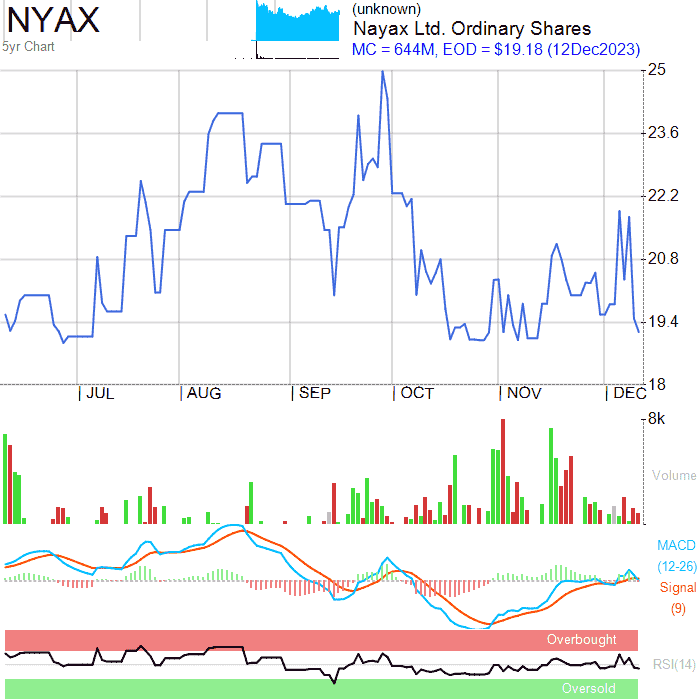 NYAX
(unknown)
Nayax Ltd. Ordinary Shares
5yr Chart
MC = 644M, EOD = $19.18 (12Dec2023)
25
23.6
22.2
20.8
19.4
18
JUL
AUG
SEP
OCT
NOV
DEC
8k
Volume
MACD
(12-26)
Signal
(9)
Overbought
RSI(14)
Oversold